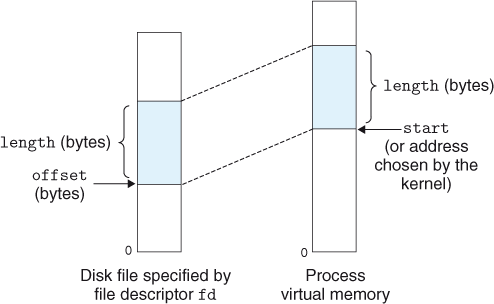 length (bytes)
length (bytes)
start
(or address
chosen by the
kernel)
offset
(bytes)
0
0
Disk file specified by
file descriptor fd
Process
virtual memory